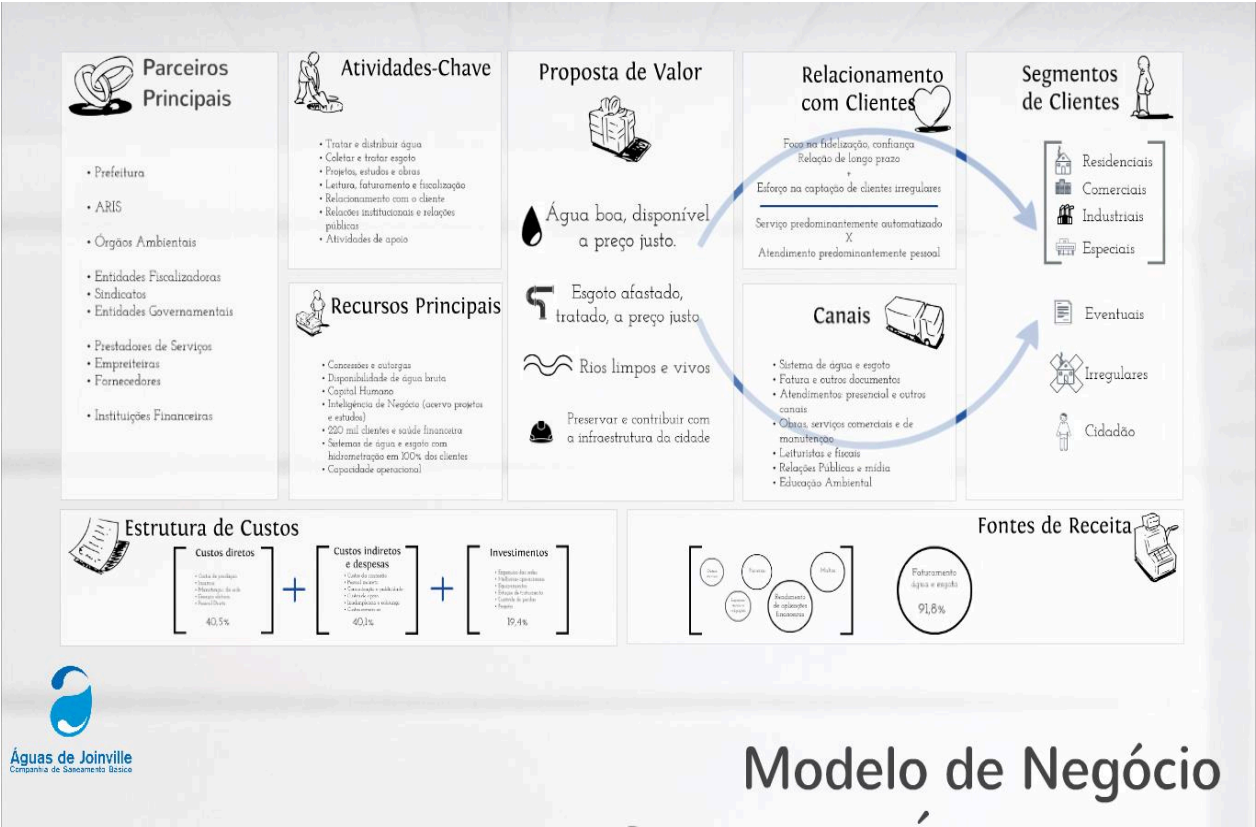 Parceiros
Principais
• Prefeitura
• ARIS
• Órgãos Ambientais
• Entidades Fiscalizadoras
• Sindicatos
• Entidades Governamentais
• Prestadores de Serviços
• Empreiteiras
• Fornecedores
• Instituições Financeiras
Atividades-Chave
• Tratar e distribuir água
• Coletar e tratar esgoto
• Projetos, estudos e obras
• Leitura, faturamento e fiscalização
• Relacionamento com o cliente
• Relações institucionais e relações
públicas
• Atividades de apoio
Recursos Principais
• Concessões e outorgas
• Disponibilidade de água bruta
• Capital Humano
• Inteligência de Negócio (acervo projetos
e estudos)
• 220 mil clientes e saúde financeira
• Sistemas de água e esgoto com
hidrometração em 100% dos clientes
• Capacidade operacional
Proposta de Valor
Água boa, disponível
a preço justo.
Esgoto afastado,
tratado, a preço justo
Rios limpos e vivos
Preservar e contribuir com
a infraestrutura da cidade
Relacionamento
com Clientes
Foco na fidelização, confiança
Relação de longo prazo
+
Esforço na captação de clientes irregulares
Serviço predominantemente automatizado
X
Atendimento predominantemente pessoal
Canais
• Sistema de água e esgoto
• Fatura e outros documentos
• Atendimentos: presencial e outros
canais
• Obras, serviços comerciais e de
manutenção
• Leituristas e fiscais
• Relações Públicas e mídia
• Educação Ambiental
Segmentos
de Clientes
Residenciais
Comerciais
Industriais
Especiais
Eventuais
Irregulares
Cidadão
Estrutura de Custos
Custos diretos
40,5%
+
Custos indiretos
e despesas
40,1%
+
Investimentos
19,4%
Fontes de Receita
Multas
Rendimento
de aplicações
financeiras
Faturamento
água e esgoto
91,8%
Águas de Joinville
Companhia de Saneamento Básico
Modelo de Negócio